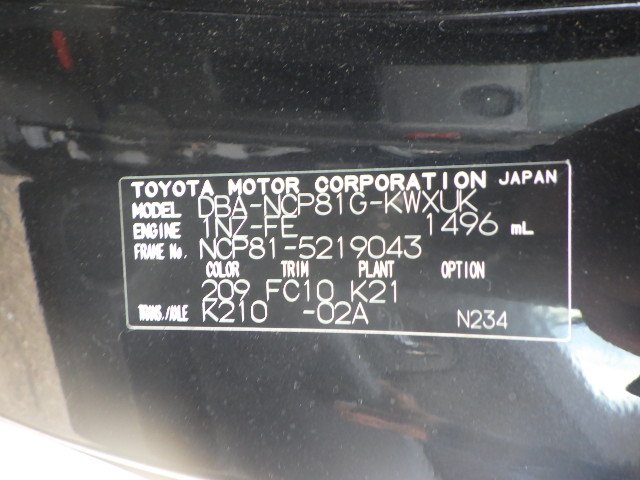 TOYOTA MOTOR CORPORATION JAPAN
MODEL DBA-NCP81G-KWXUK
ENGINE 1NZ-FE 1496 mL
FRAME No. NCP81-5219043
COLOR TRIM PLANT OPTION
209 FC10 K21
TRANS./AXLE K210 -02A N234